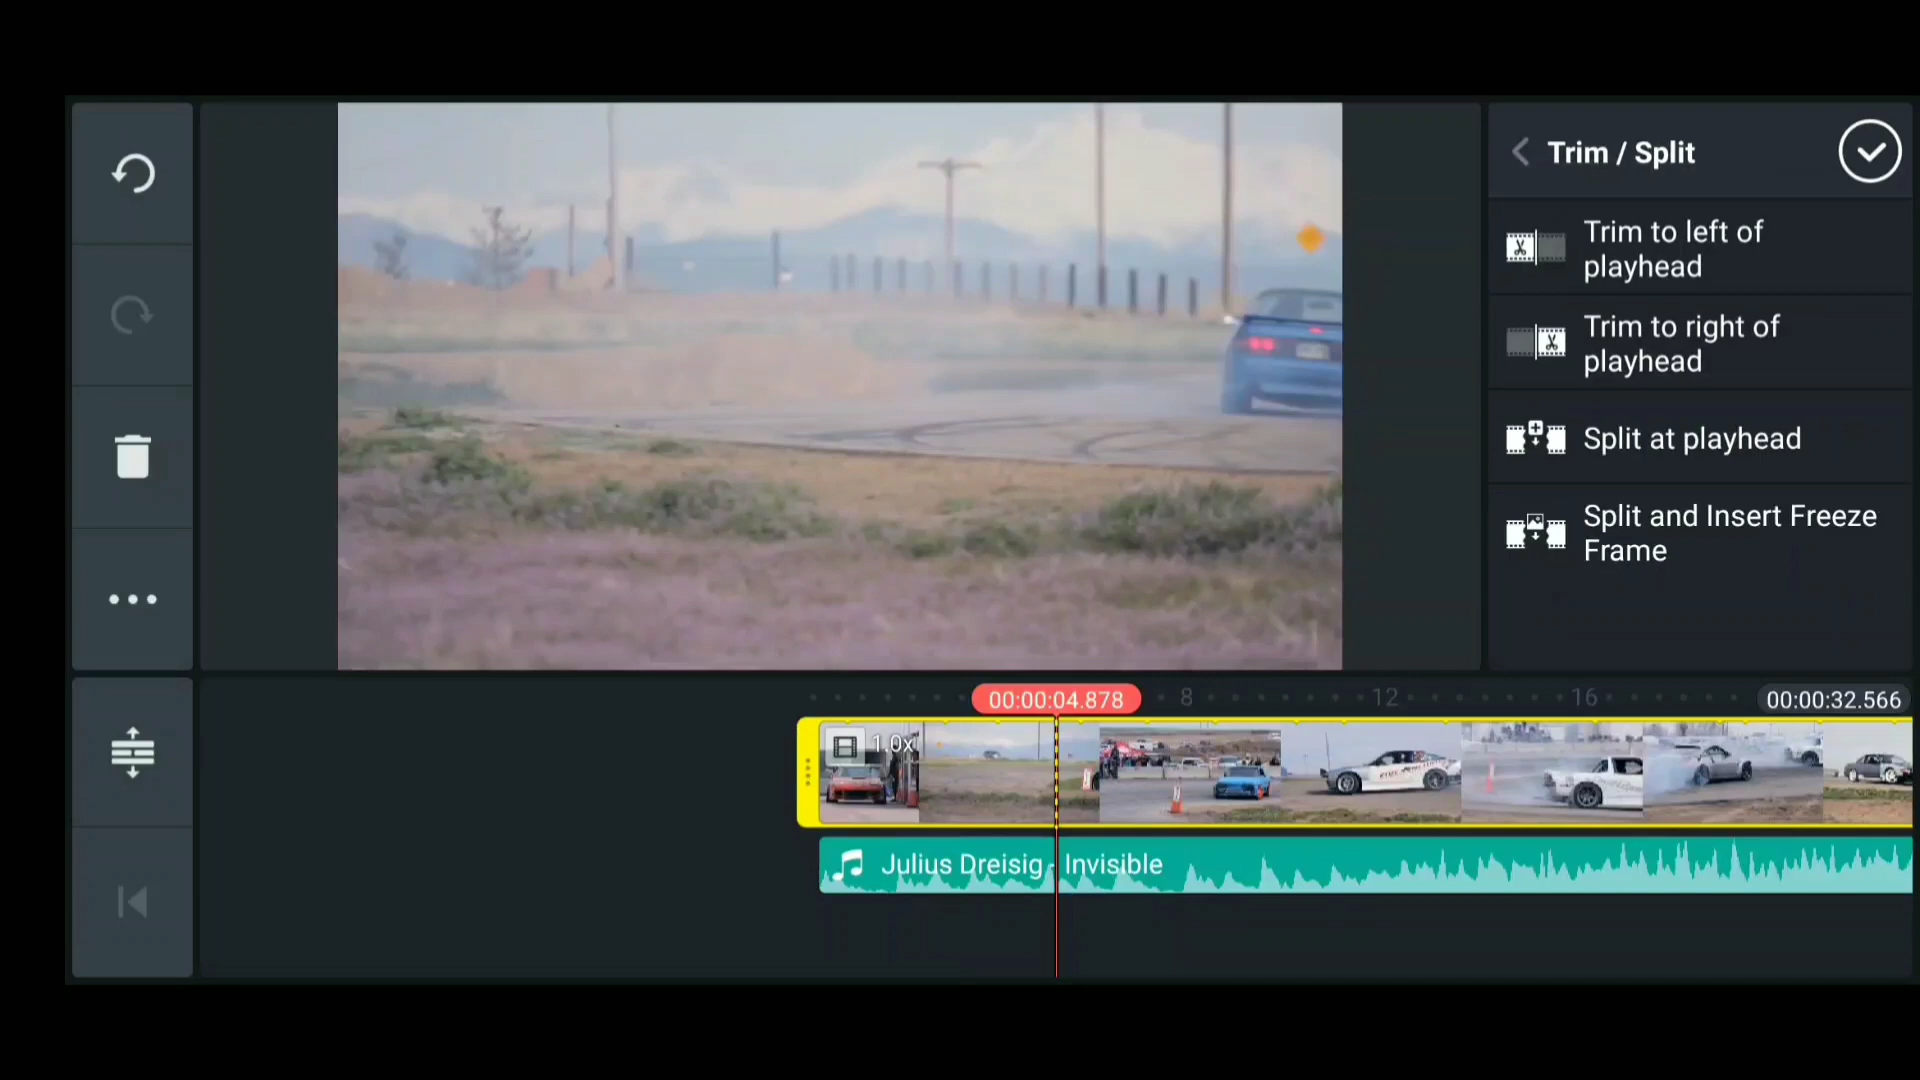 Trim / Split
Trim to left of
playhead
Trim to right of
playhead
Split at playhead
Split and Insert Freeze
Frame
00:00:04.878
8
12
16
00:00:32.566
1.0x
Julius Dreisig - Invisible